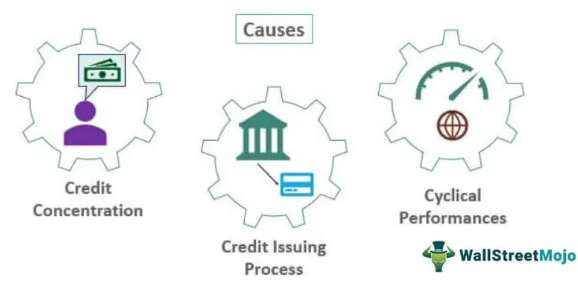 Causes
Credit
Concentration
Credit Issuing
Process
Cyclical
Performances
WallStreetMojo